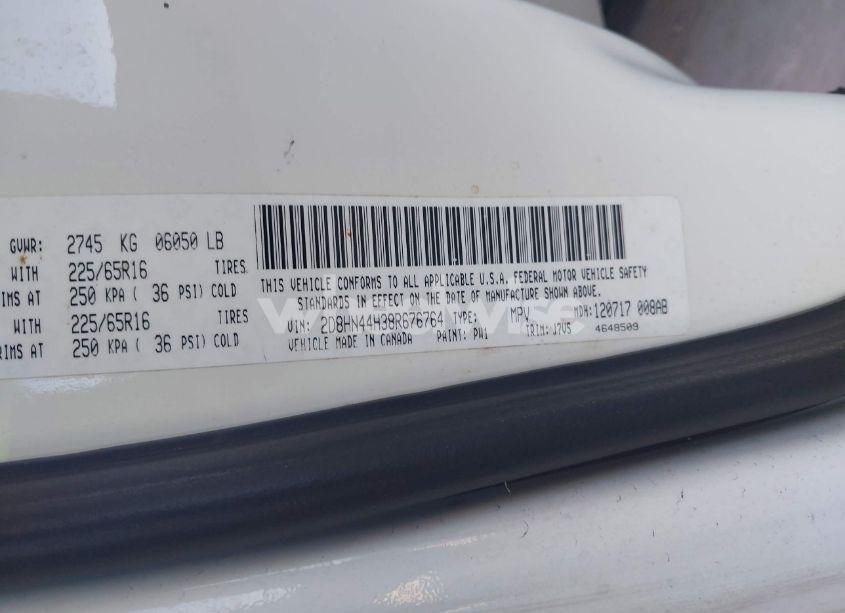 GVWR: 2745 KG 06050 LB
WITH 225/65R16 TIRES
IMS AT 250 KPA ( 36 PSI) COLD
WITH 225/65R16 TIRES
RIMS AT 250 KPA ( 36 PSI) COLD
THIS VEHICLE CONFORMS TO ALL APPLICABLE U.S.A. FEDERAL MOTOR VEHICLE SAFETY
STANDARDS IN EFFECT ON THE DATE OF MANUFACTURE SHOWN ABOVE.
VIN: 2D8HN44H38R676764 TYPE: MPV MDH: 120717 008AB
VEHICLE MADE IN CANADA PAINT: PW1 TRIM: J7V5 4648509